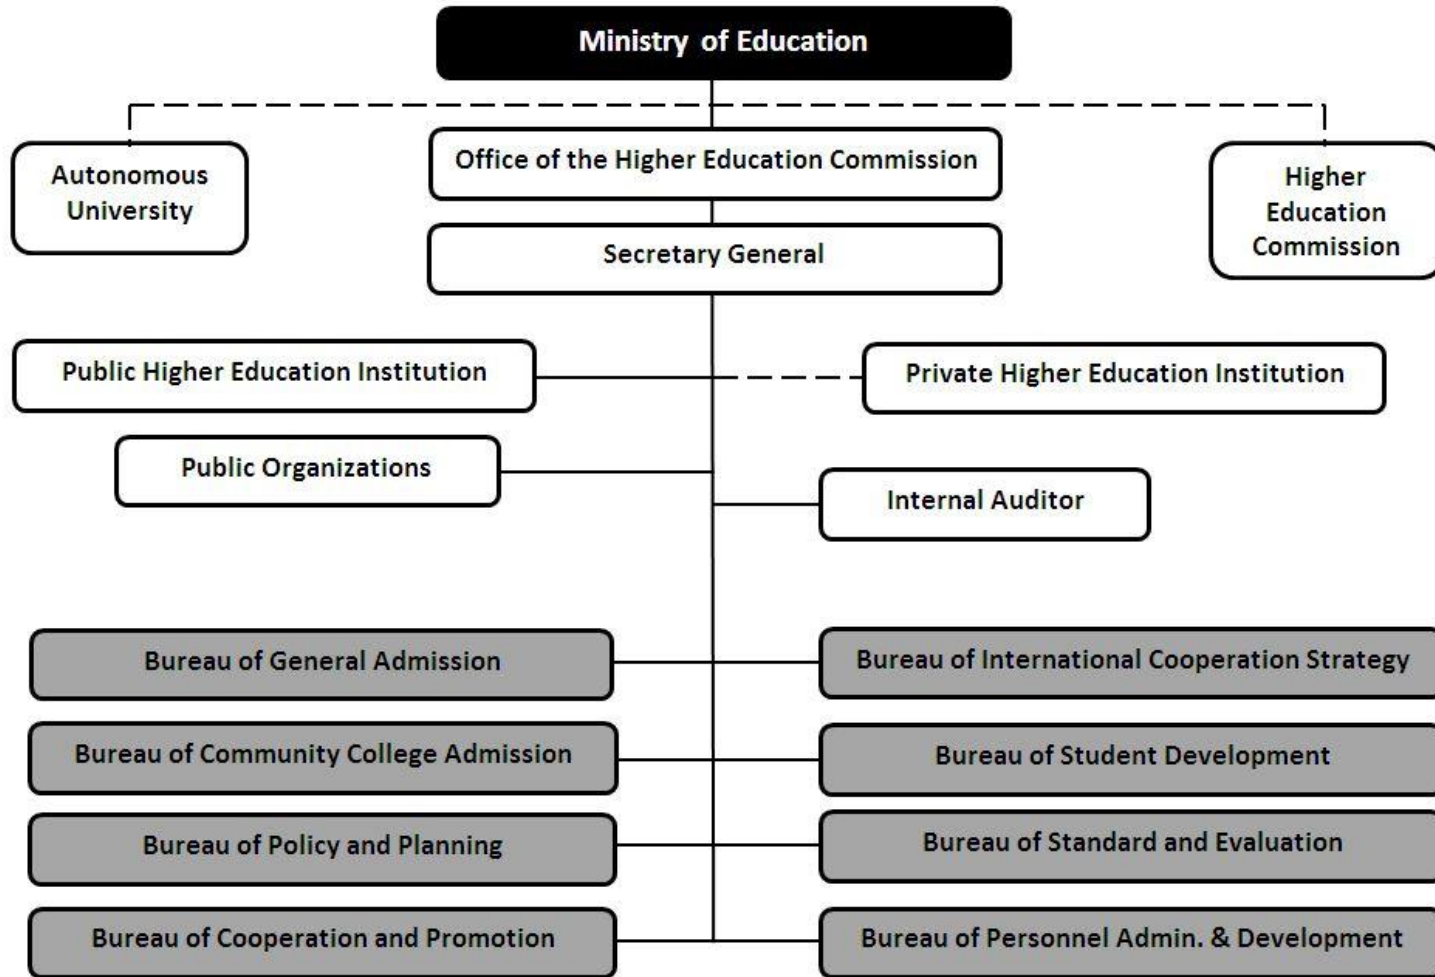 Ministry of Education
Office of the Higher Education Commission
Autonomous
University
Higher
Education
Commission
Secretary General
Public Higher Education Institution
Private Higher Education Institution
Public Organizations
Internal Auditor
Bureau of General Admission
Bureau of International Cooperation Strategy
Bureau of Community College Admission
Bureau of Student Development
Bureau of Policy and Planning
Bureau of Standard and Evaluation
Bureau of Cooperation and Promotion
Bureau of Personnel Admin. & Development